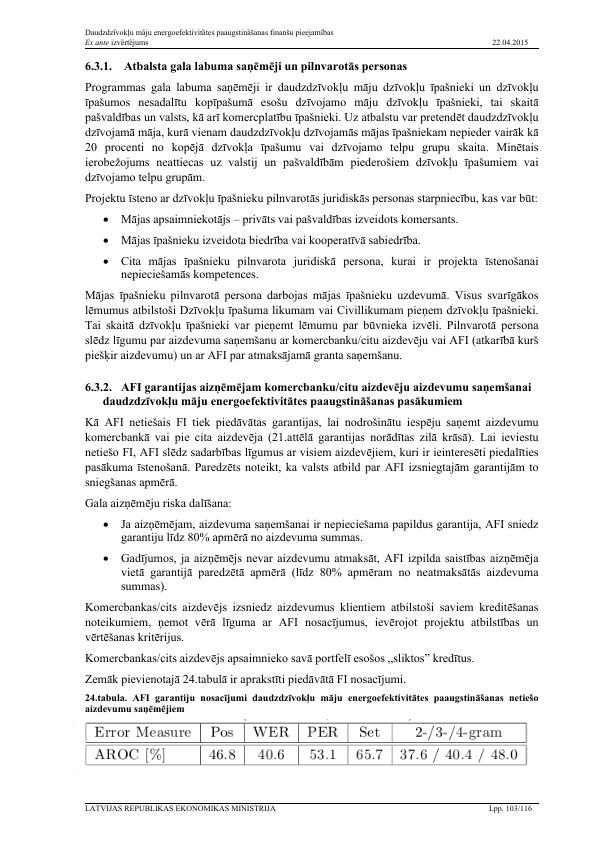 Daudzdzīvokļu māju energoefektivitātes paaugstināšanas finanšu pieejamības
Ex ante izvērtējums 22.04.2015
6.3.1. Atbalsta gala labuma saņēmēji un pilnvarotās personas
Programmas gala labuma saņēmēji ir daudzdzīvokļu māju dzīvokļu īpašnieki un dzīvokļu
īpašumos nesadalītu kopīpašumā esošu dzīvojamo māju dzīvokļu īpašnieki, tai skaitā
pašvaldības un valsts, kā arī komercplatību īpašnieki. Uz atbalstu var pretendēt daudzdzīvokļu
dzīvojamā māja, kurā vienam daudzdzīvokļu dzīvojamās mājas īpašniekam nepieder vairāk kā
20 procenti no kopējā dzīvokļa īpašumu vai dzīvojamo telpu grupu skaita. Minētais
ierobežojums neattiecas uz valstij un pašvaldībām piederošiem dzīvokļu īpašumiem vai
dzīvojamo telpu grupām.
Projektu īsteno ar dzīvokļu īpašnieku pilnvarotās juridiskās personas starpniecību, kas var būt:
• Mājas apsaimniekotājs – privāts vai pašvaldības izveidots komersants.
• Mājas īpašnieku izveidota biedrība vai kooperatīvā sabiedrība.
• Cita mājas īpašnieku pilnvarota juridiskā persona, kurai ir projekta īstenošanai
nepieciešamās kompetences.
Mājas īpašnieku pilnvarotā persona darbojas mājas īpašnieku uzdevumā. Visus svarīgākos
lēmumus atbilstoši Dzīvokļa īpašuma likumam vai Civillikumam pieņem dzīvokļu īpašnieki.
Tai skaitā dzīvokļu īpašnieki var pieņemt lēmumu par būvnieka izvēli. Pilnvarotā persona
slēdz līgumu par aizdevuma saņemšanu ar komercbanku/citu aizdevēju vai AFI (atkarībā kurš
piešķir aizdevumu) un ar AFI par atmaksājamā granta saņemšanu.
6.3.2. AFI garantijas aizņēmējam komercbanku/citu aizdevēju aizdevumu saņemšanai
daudzdzīvokļu māju energoefektivitātes paaugstināšanas pasākumiem
Kā AFI netiešais FI tiek piedāvātas garantijas, lai nodrošinātu iespēju saņemt aizdevumu
komercbankā vai pie cita aizdevēja (21.attēlā garantijas norādītas zilā krāsā). Lai ieviestu
netiešo FI, AFI slēdz sadarbības līgumus ar visiem aizdevējiem, kuri ir ieinteresēti piedalīties
pasākuma īstenošanā. Paredzēts noteikt, ka valsts atbild par AFI izsniegtajām garantijām to
sniegšanas apmērā.
Gala aizņēmēju riska dalīšana:
• Ja aizņēmējam, aizdevuma saņemšanai ir nepieciešama papildus garantija, AFI sniedz
garantiju līdz 80% apmērā no aizdevuma summas.
• Gadījumos, ja aizņēmējs nevar aizdevumu atmaksāt, AFI izpilda saistības aizņēmēja
vietā garantijā paredzētā apmērā (līdz 80% apmēram no neatmaksātās aizdevuma
summas).
Komercbankas/cits aizdevējs izsniedz aizdevumus klientiem atbilstoši saviem kreditēšanas
noteikumiem, ņemot vērā līguma ar AFI nosacījumus, ievērojot projektu atbilstības un
vērtēšanas kritērijus.
Komercbankas/cits aizdevējs apsaimnieko savā portfelī esošos „sliktos” kredītus.
Zemāk pievienotajā 24.tabulā ir aprakstīti piedāvātā FI nosacījumi.
24.tabula. AFI garantiju nosacījumi daudzdzīvokļu māju energoefektivitātes paaugstināšanas netiešo
aizdevumu saņēmējiem
Error Measure Pos WER PER Set 2-/3-/4-gram
AROC [%] 46.8 40.6 53.1 65.7 37.6 / 40.4 / 48.0
LATVIJAS REPUBLIKAS EKONOMIKAS MINISTRIJA Lpp. 103/116